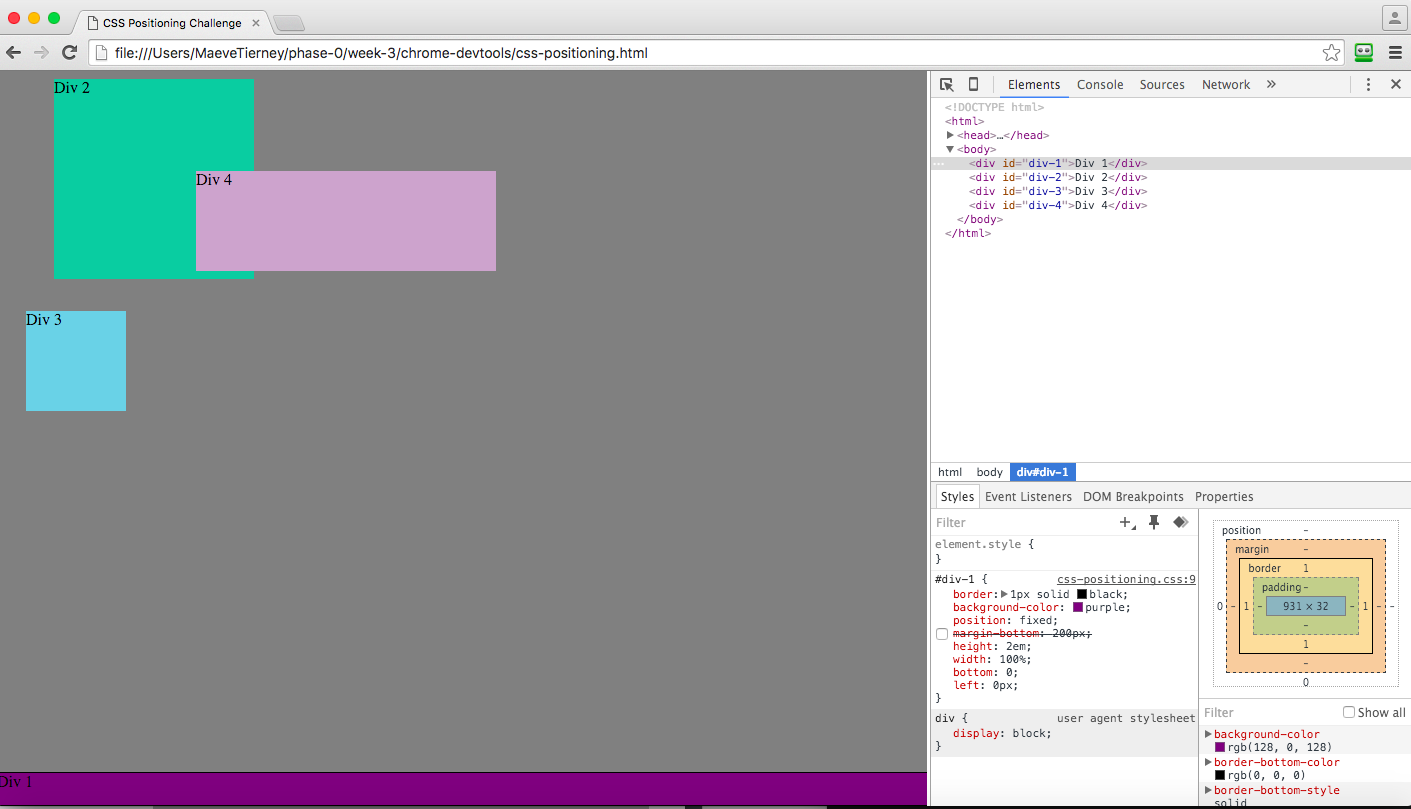 CSS Positioning Challenge
file:///Users/MaeveTierney/phase-0/week-3/chrome-devtools/css-positioning.html
Div 2
Div 4
Div 3
Div 1
Elements Console Sources Network »
<!DOCTYPE html>
<html>
<head>…</head>
<body>
<div id="div-1">Div 1</div>
<div id="div-2">Div 2</div>
<div id="div-3">Div 3</div>
<div id="div-4">Div 4</div>
</body>
</html>
html body div#div-1
Styles Event Listeners DOM Breakpoints Properties
Filter
element.style {
}
#div-1 { css-positioning.css:9
border: 1px solid black;
background-color: purple;
position: fixed;
margin-bottom: 200px;
height: 2em;
width: 100%;
bottom: 0;
left: 0px;
}
div { user agent stylesheet
display: block;
}
position -
margin -
border 1
padding -
0 - 1 - 931 × 32 - 1 - -
-
1
-
0
Filter Show all
background-color
rgb(128, 0, 128)
border-bottom-color
rgb(0, 0, 0)
border-bottom-style
solid